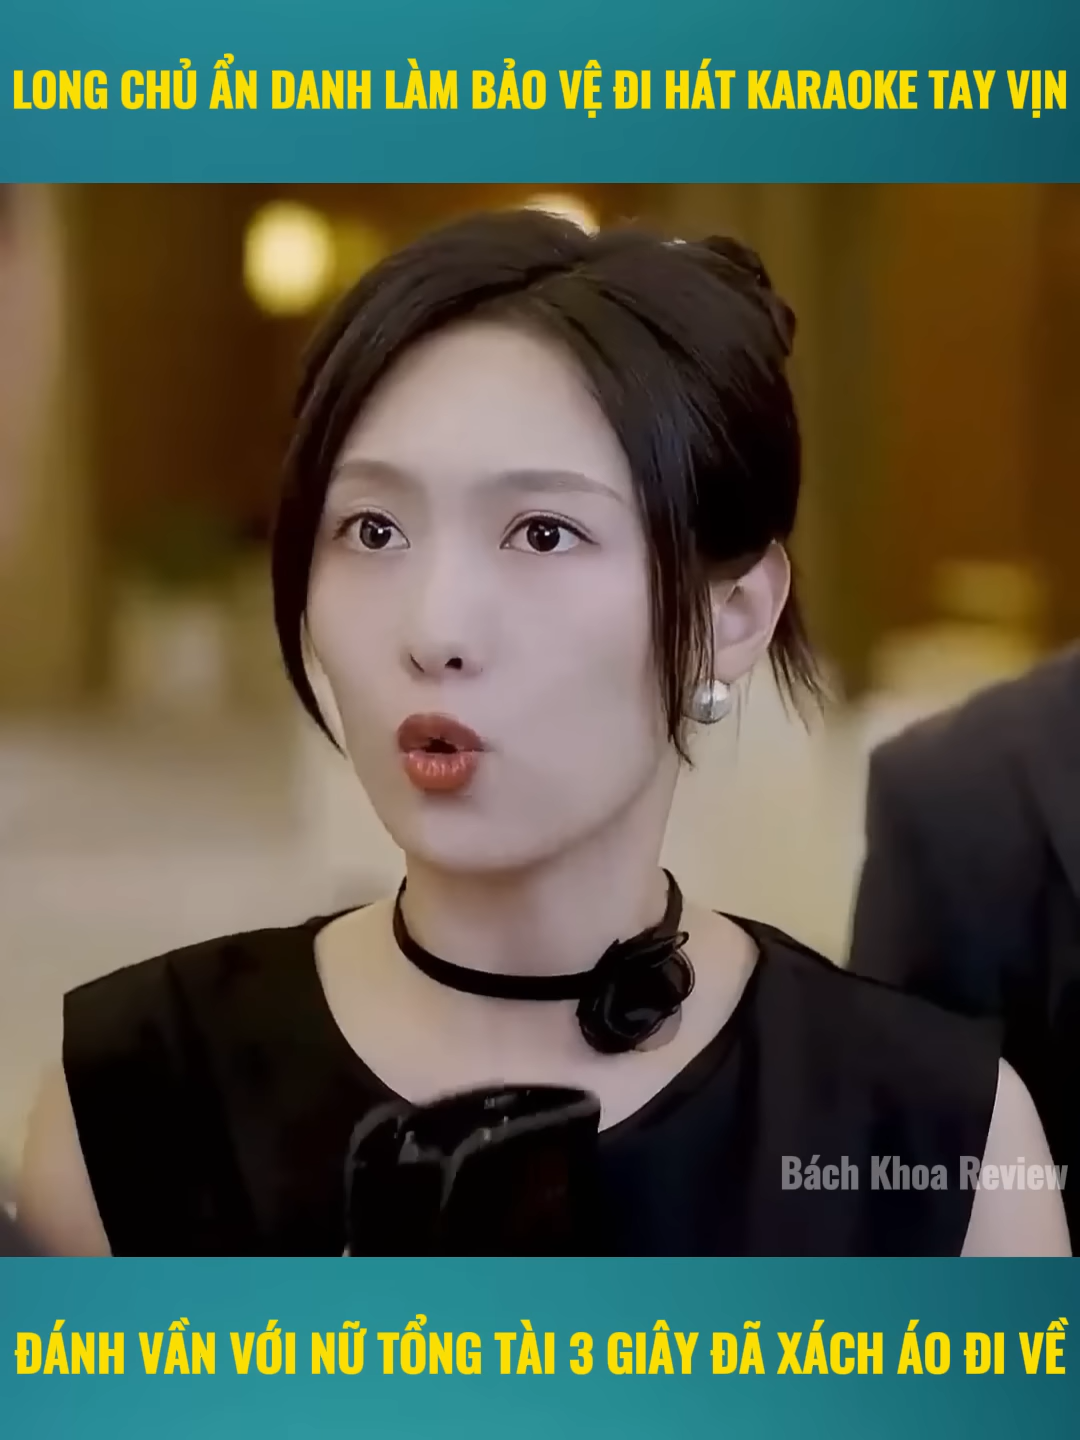 LONG CHỦ ẨN DANH LÀM BẢO VỆ ĐI HÁT KARAOKE TAY VỊN
Bách Khoa Review
ĐÁNH VẦN VỚI NỮ TỔNG TÀI 3 GIÂY ĐÃ XÁCH ÁO ĐI VỀ